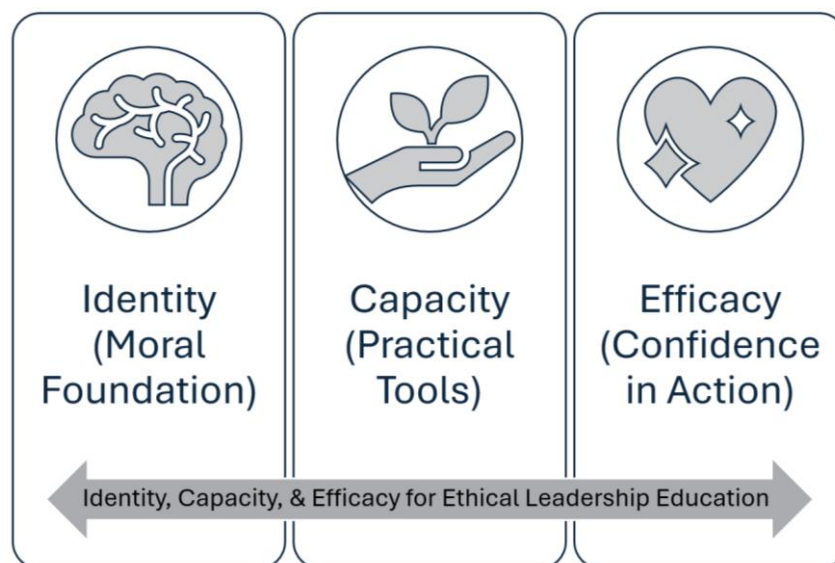 Identity
(Moral
Foundation)
Capacity
(Practical
Tools)
Efficacy
(Confidence
in Action)
Identity, Capacity, & Efficacy for Ethical Leadership Education